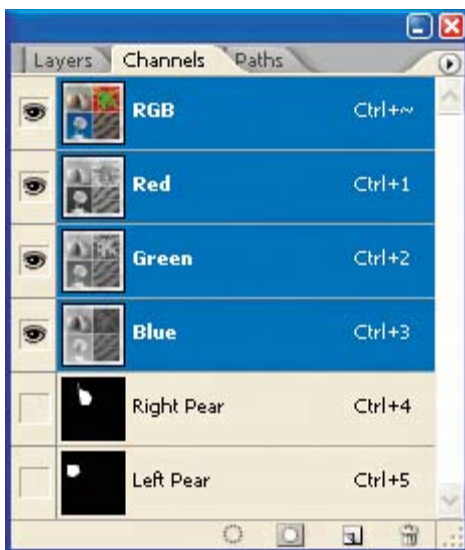 Layers Channels Paths
RGB Ctrl+~
Red Ctrl+1
Green Ctrl+2
Blue Ctrl+3
Right Pear Ctrl+4
Left Pear Ctrl+5